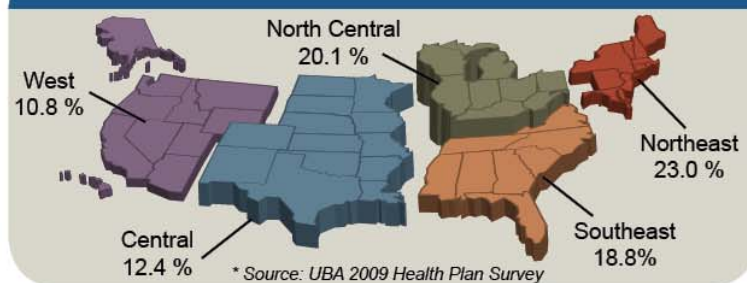 North Central
20.1 %
West
10.8 %
Northeast
23.0 %
Southeast
18.8%
Central
12.4 %
* Source: UBA 2009 Health Plan Survey